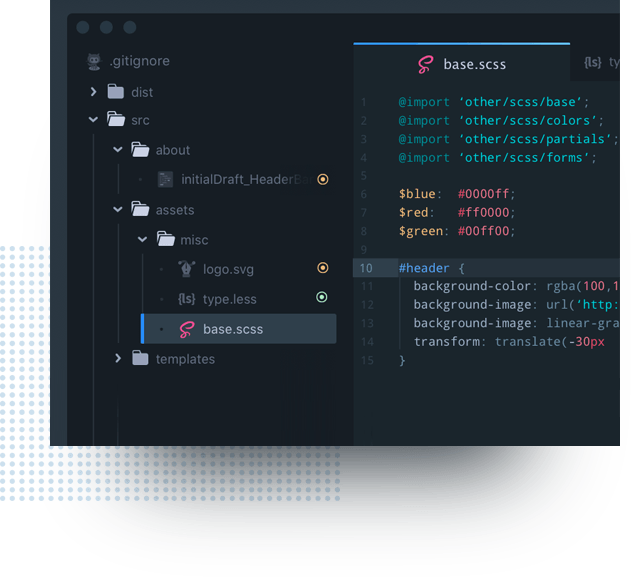 .gitignore
dist
src
about
initialDraft_HeaderBa
assets
misc
logo.svg
{ls} type.less
base.scss
templates
base.scss
{ls} ty
1 @import ‘other/scss/base’;
2 @import ‘other/scss/colors‘;
3 @import ‘other/scss/partials’;
4 @import ‘other/scss/forms’;
5
6 $blue: #0000ff;
7 $red: #ff0000;
8 $green: #00ff00;
9
10 #header {
11 background-color: rgba(100,1
12 background-image: url(‘http:
13 background-image: linear-gra
14 transform: translate(-30px
15 }